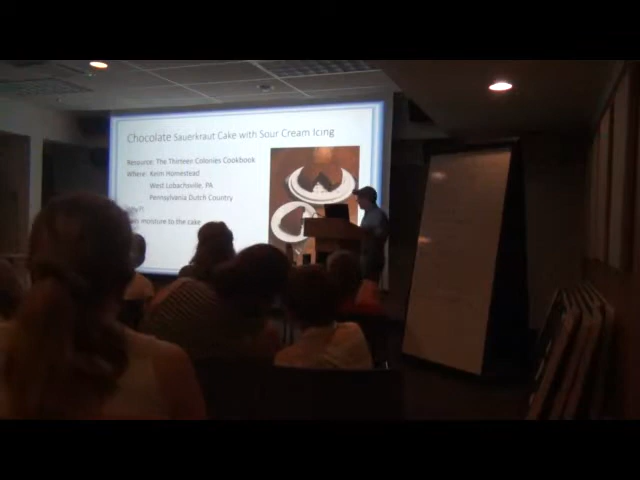 Chocolate Sauerkraut Cake with Sour Cream Icing
Resource: The Thirteen Colonies Cookbook
Where: Keim Homestead
West Lobachsville, PA
Pennsylvania Dutch Country
moisture to the cake